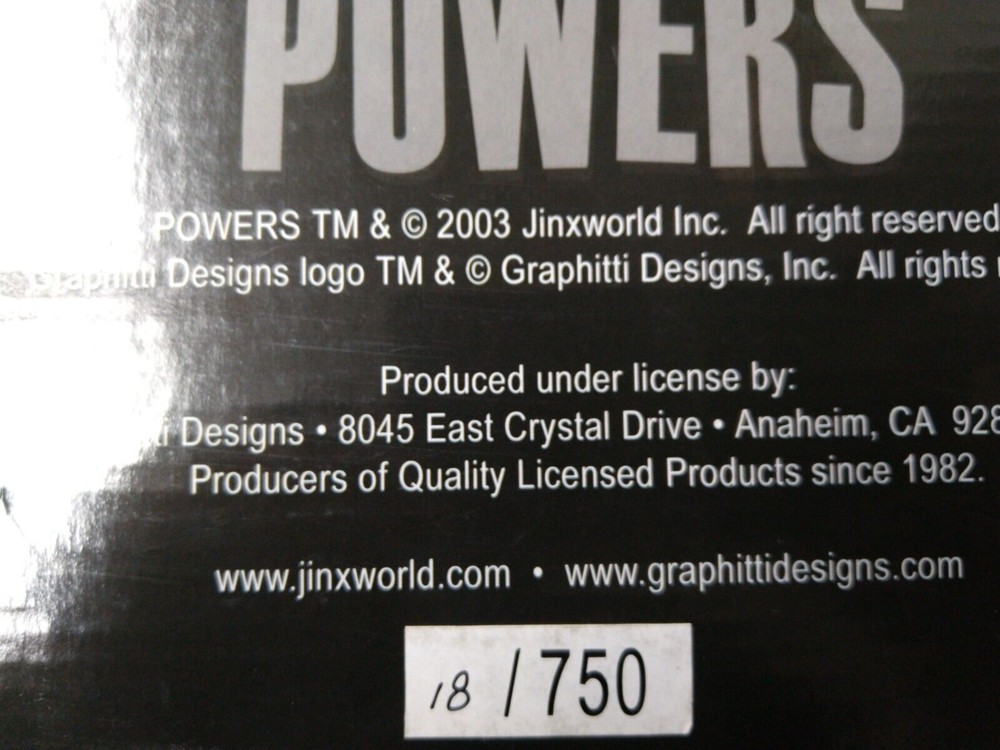 POWERS
POWERS TM & © 2003 Jinxworld Inc. All right reserved
Graphitti Designs logo TM & © Graphitti Designs, Inc. All rights
Produced under license by:
Designs • 8045 East Crystal Drive • Anaheim, CA 928
Producers of Quality Licensed Products since 1982.
www.jinxworld.com • www.graphittidesigns.com
18 / 750